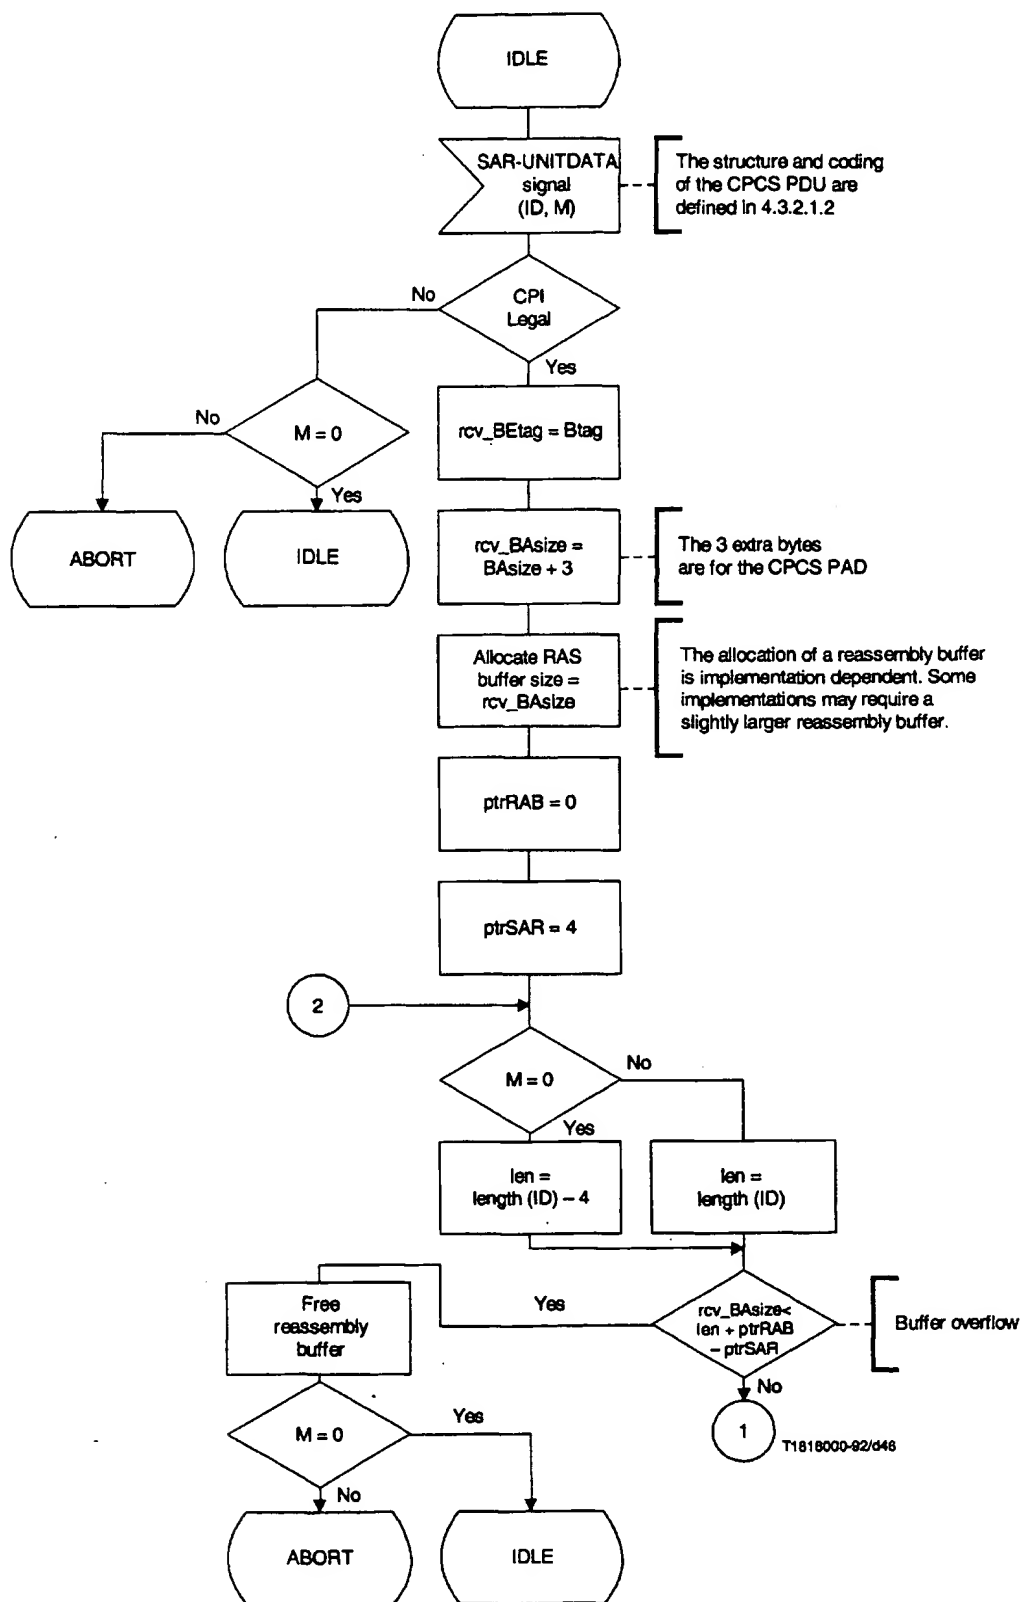 IDLE
SAR-UNITDATA
signal
(ID, M)
The structure and coding
of the CPCS PDU are
defined in 4.3.2.1.2
No
CPI
Legal
Yes
No
M = 0
Yes
rcv_BEtag = Btag
ABORT
IDLE
rcv_BAsize =
BAsize + 3
The 3 extra bytes
are for the CPCS PAD
Allocate RAS
buffer size =
rcv_BAsize
The allocation of a reassembly buffer
is implementation dependent. Some
implementations may require a
slightly larger reassembly buffer.
ptrRAB = 0
ptrSAR = 4
2
M = 0
No
Yes
len =
length (ID) – 4
len =
length (ID)
Free
reassembly
buffer
Yes
rcv_BAsize<
len + ptrRAB
– ptrSAR
Buffer overflow
No
M = 0
Yes
No
1
T1818000-92/d46
ABORT
IDLE